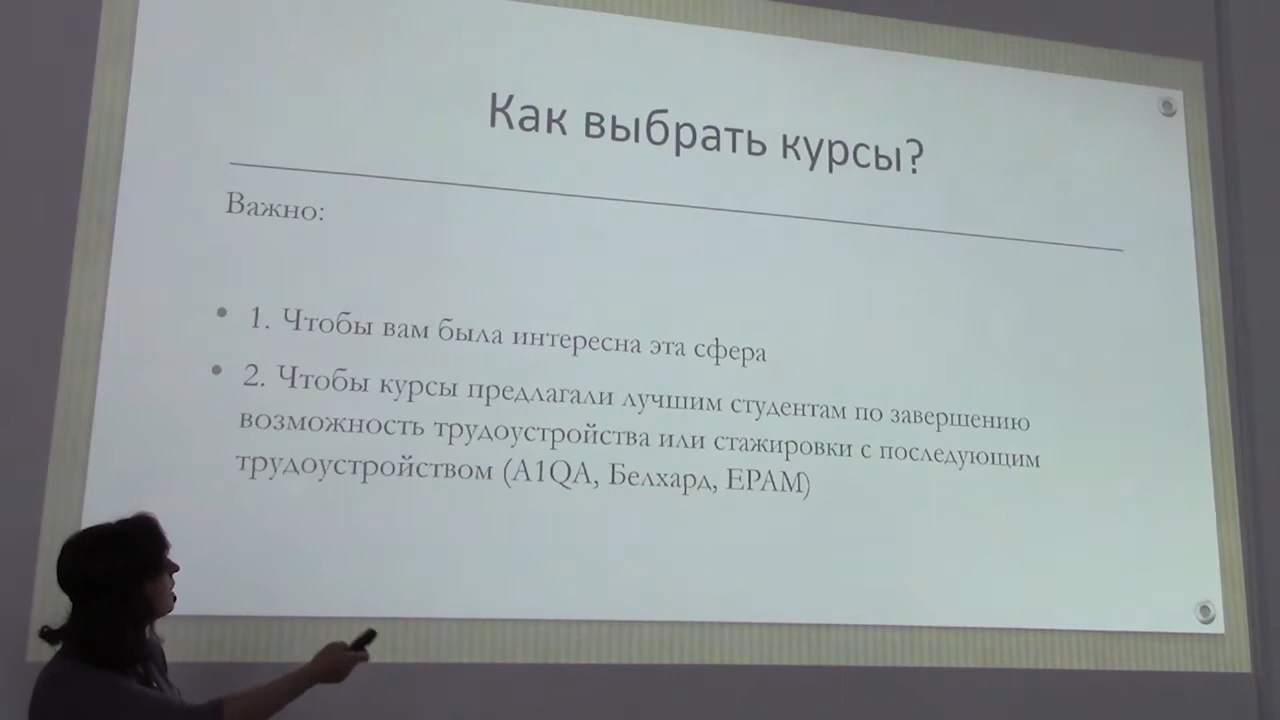 Как выбрать курсы?
Важно:
• 1. Чтобы вам была интересна эта сфера
• 2. Чтобы курсы предлагали лучшим студентам по завершению
возможность трудоустройства или стажировки с последующим
трудоустройством (A1QA, Белхард, EPAM)